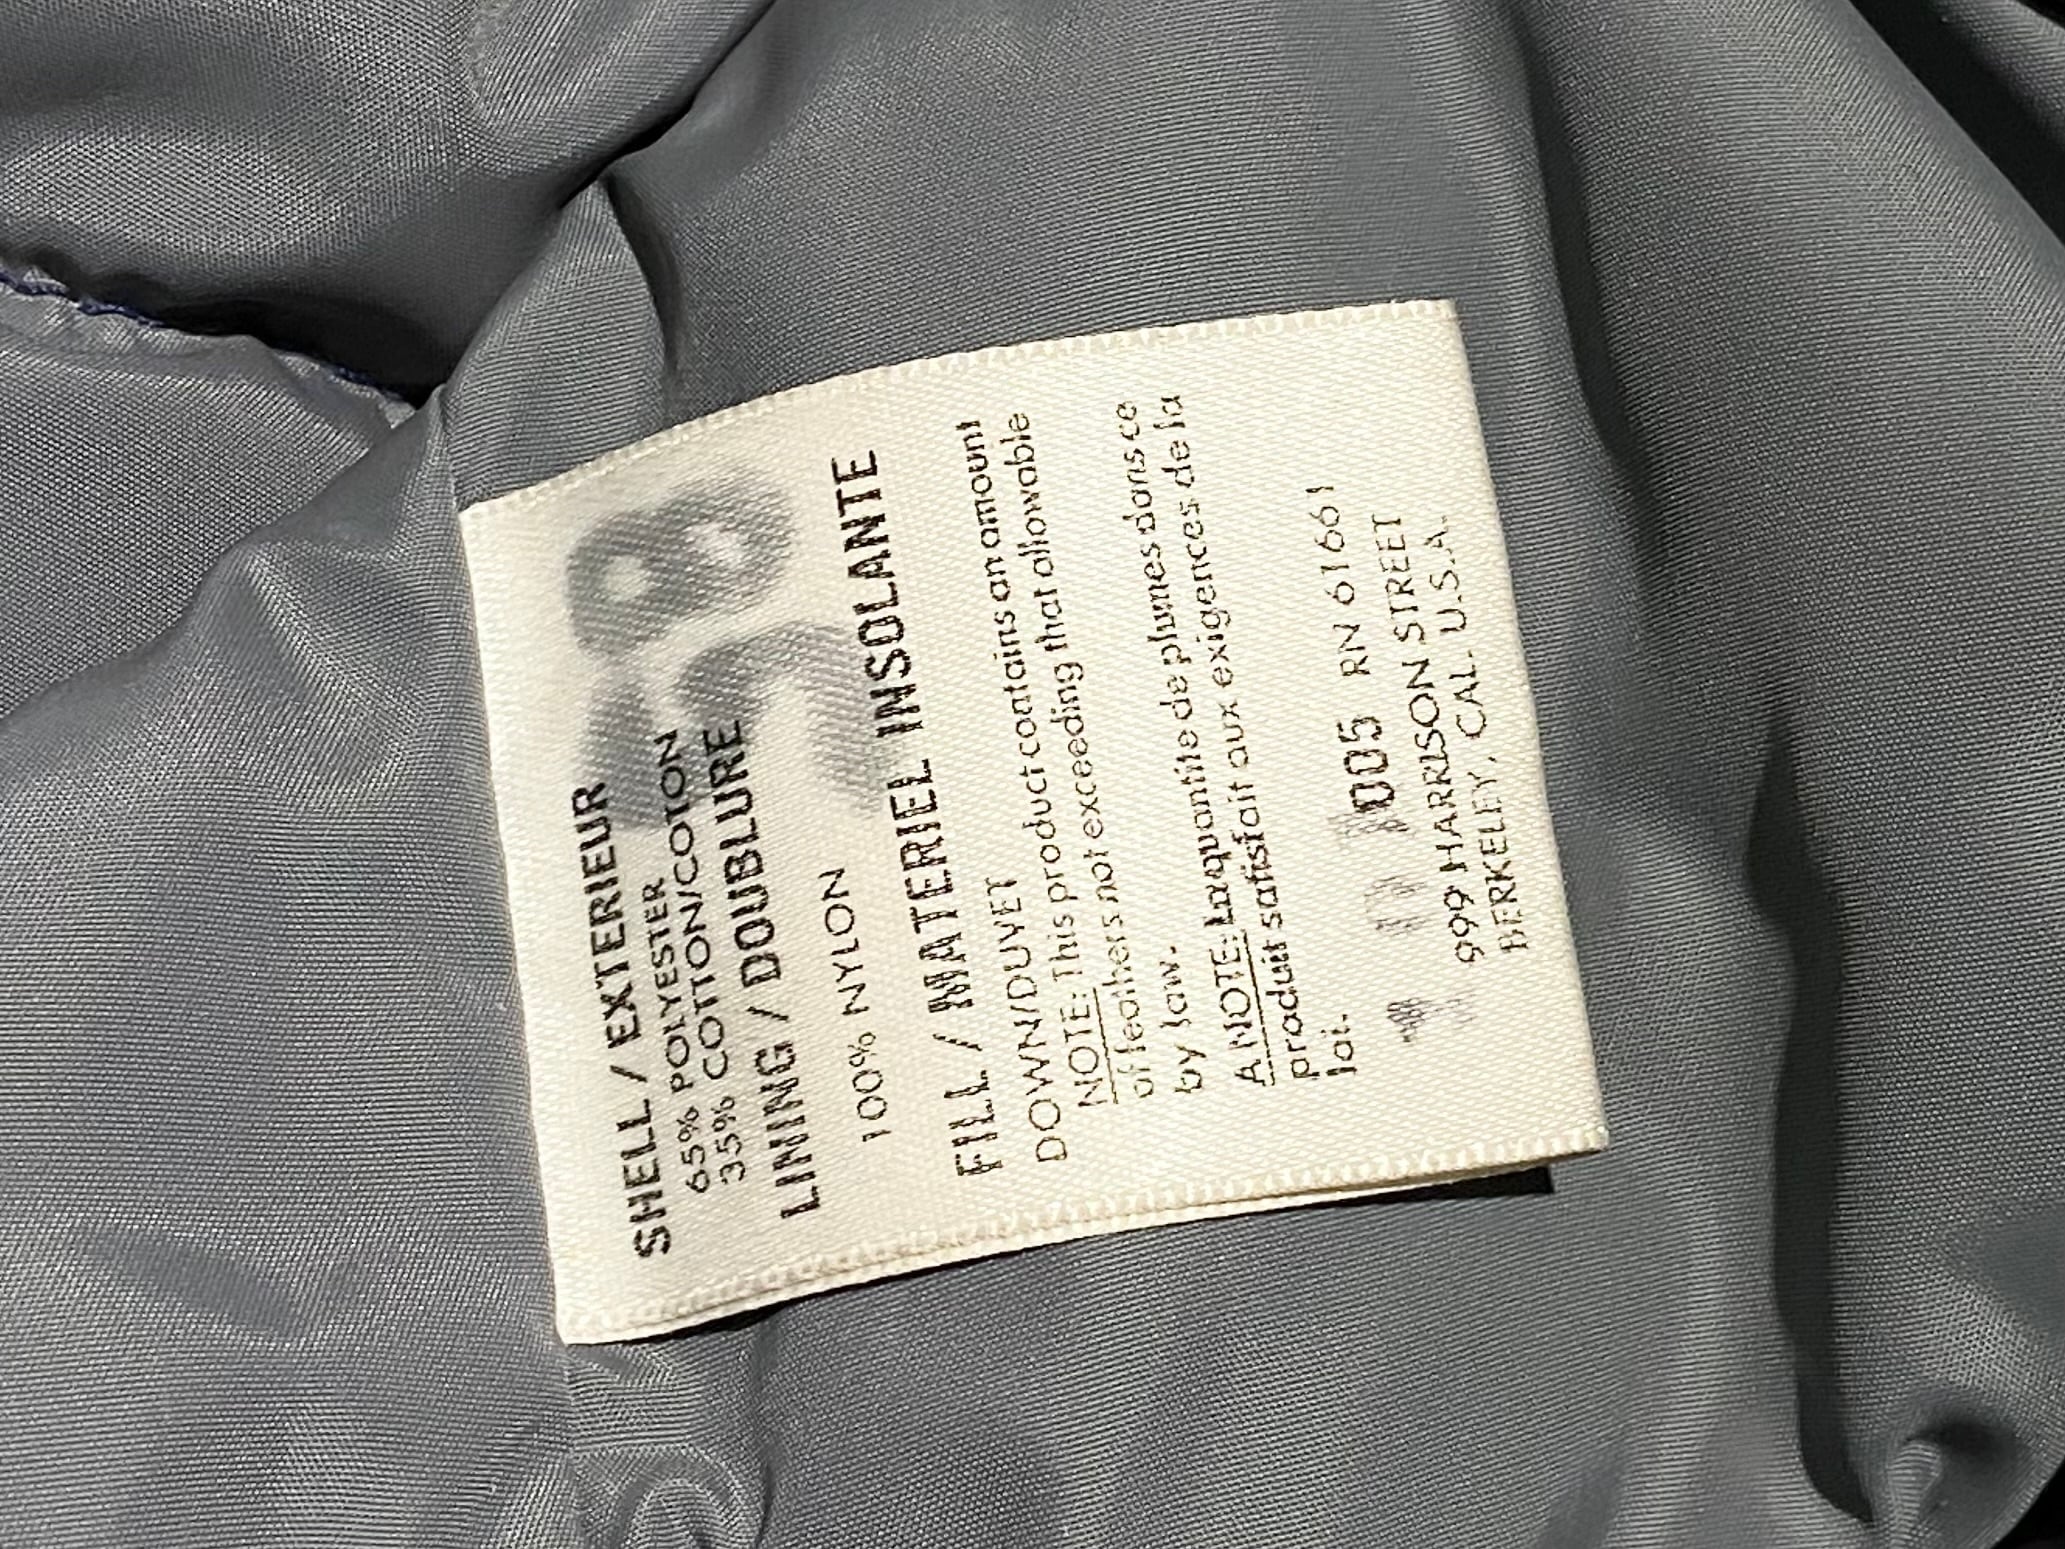 SHELL / EXTERIEUR
65% POLYESTER
35% COTTON/COTON
LINING / DOUBLURE
100% NYLON
FILL / MATERIEL INSOLANTE
DOWN/DUVET
NOTE: This product contains an amount
of feathers not exceeding that allowable
by law.
A NOTE: La quantite de plumes dans ce
produit satisfait aux exigences de la
loi.
005 RN 61661
999 HARRISON STREET
BERKELEY, CAL. U.S.A.